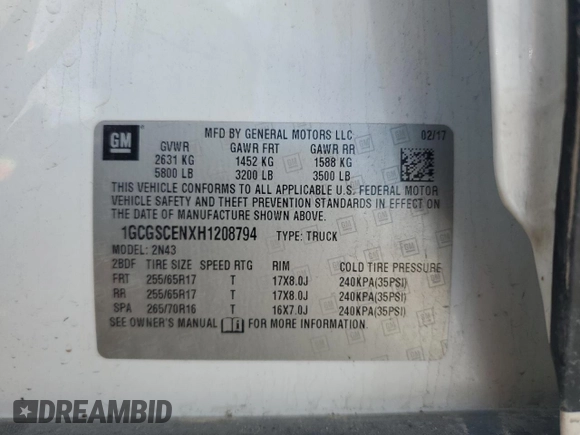 GM
MFD BY GENERAL MOTORS LLC 02/17
GVWR GAWR FRT GAWR RR
2631 KG 1452 KG 1588 KG
5800 LB 3200 LB 3500 LB
THIS VEHICLE CONFORMS TO ALL APPLICABLE U.S. FEDERAL MOTOR
VEHICLE SAFETY AND THEFT PREVENTION STANDARDS IN EFFECT ON
THE DATE OF MANUFACTURE SHOWN ABOVE.
1GCGSCENXH1208794 TYPE: TRUCK
MODEL: 2N43
2BDF TIRE SIZE SPEED RTG RIM COLD TIRE PRESSURE
FRT 255/65R17 T 17X8.0J 240KPA(35PSI)
RR 255/65R17 T 17X8.0J 240KPA(35PSI)
SPA 265/70R16 T 16X7.0J 240KPA(35PSI)
SEE OWNER'S MANUAL FOR MORE INFORMATION.
DREAMBID